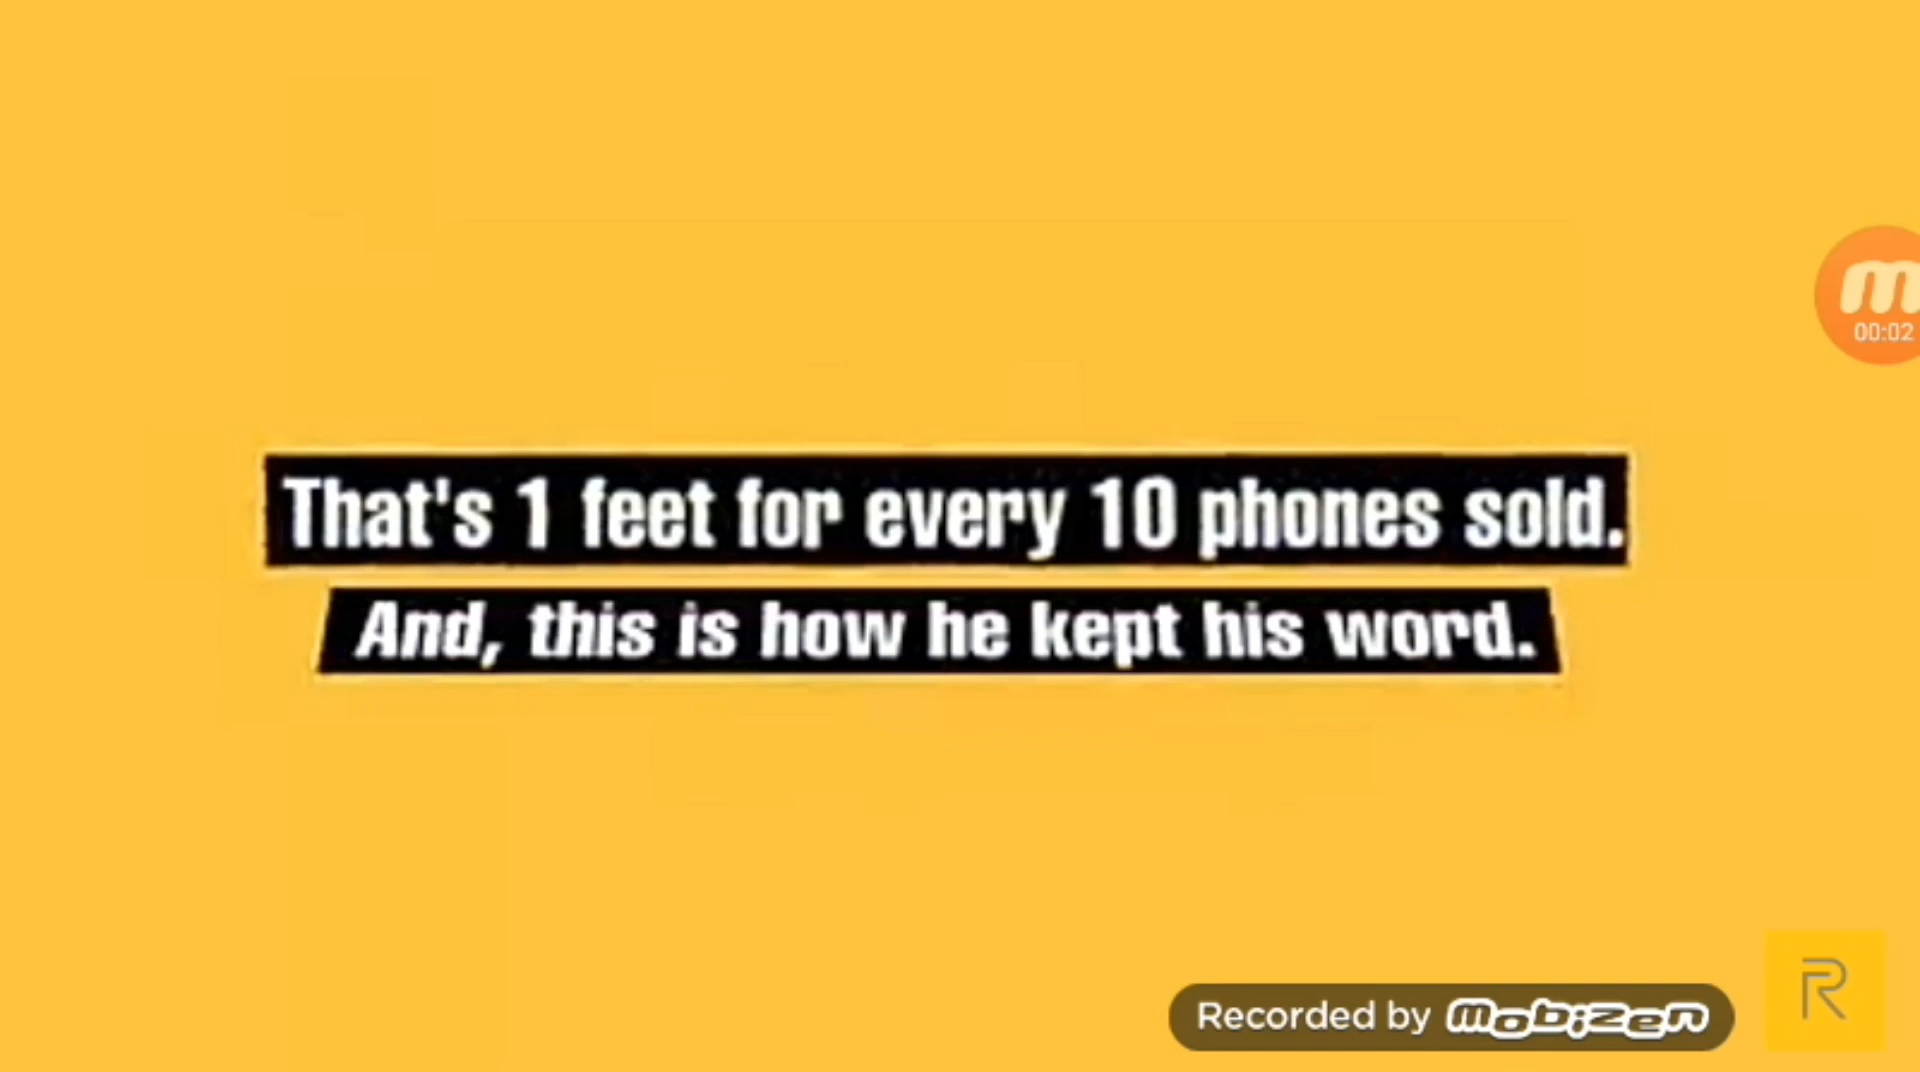 m
00:02
That's 1 feet for every 10 phones sold.
And, this is how he kept his word.
Recorded by mobizen
R